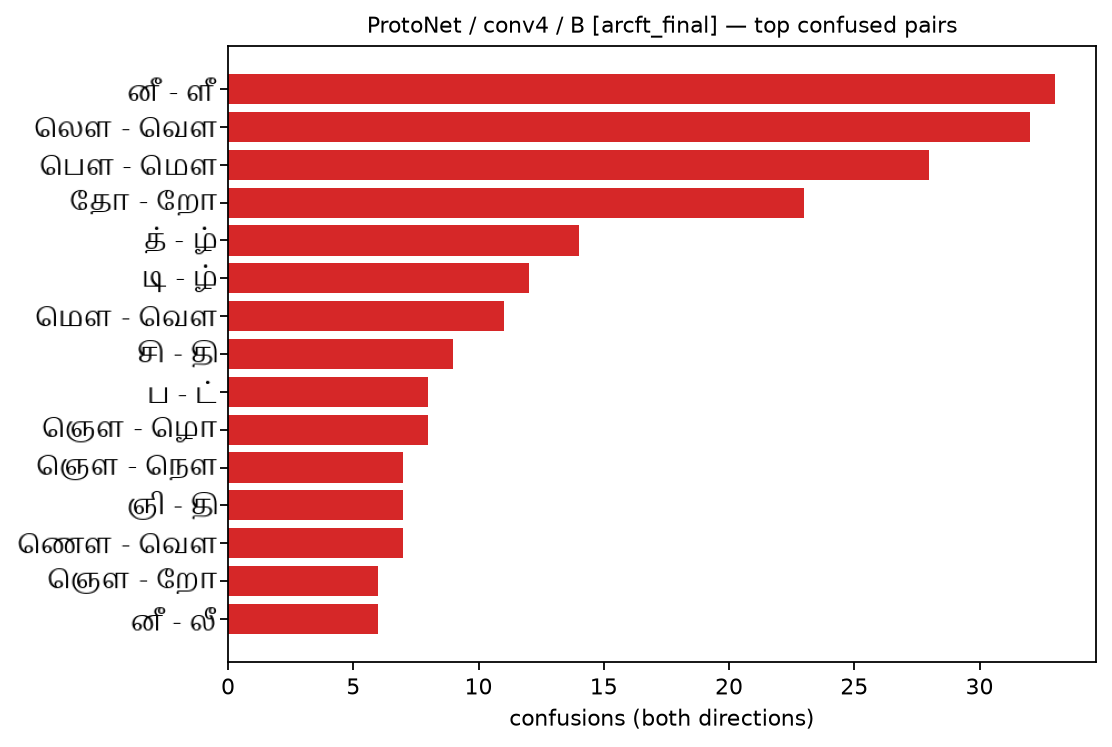 ProtoNet / conv4 / B [arcft_final] — top confused pairs
னீ - ளீ
லௌ - வௌ
பௌ - மௌ
தோ - றோ
த் - ழ்
டி - ழ்
மௌ - வௌ
சி - தி
ப - ட்
ஞௌ - ழொ
ஞௌ - நௌ
ஞி - தி
ணௌ - வௌ
ஞௌ - றோ
னீ - லீ
0 5 10 15 20 25 30
confusions (both directions)